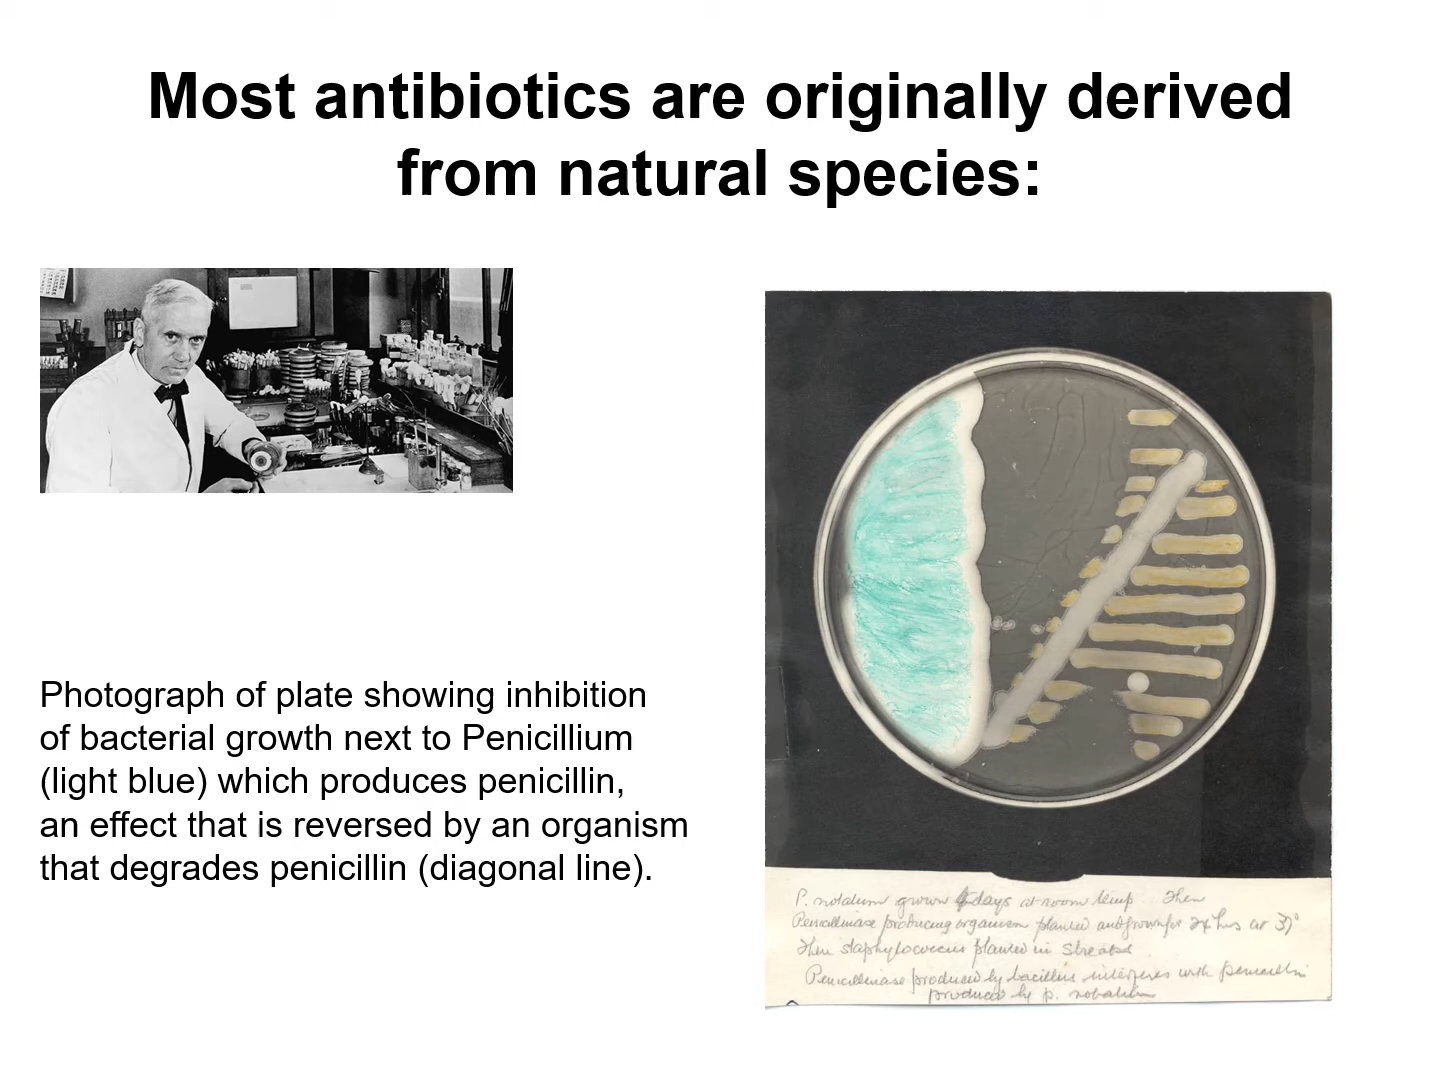 Most antibiotics are originally derived
from natural species:
Photograph of plate showing inhibition
of bacterial growth next to Penicillium
(light blue) which produces penicillin,
an effect that is reversed by an organism
that degrades penicillin (diagonal line).
P. notatum grown 4 days at room temp Then
Penicillinase producing organism planted and grown for 24 hrs at 37°
Then staphylococcus planted in streaks
Penicillinase produced by bacillus interferes with penicillin
produced by p. notatum